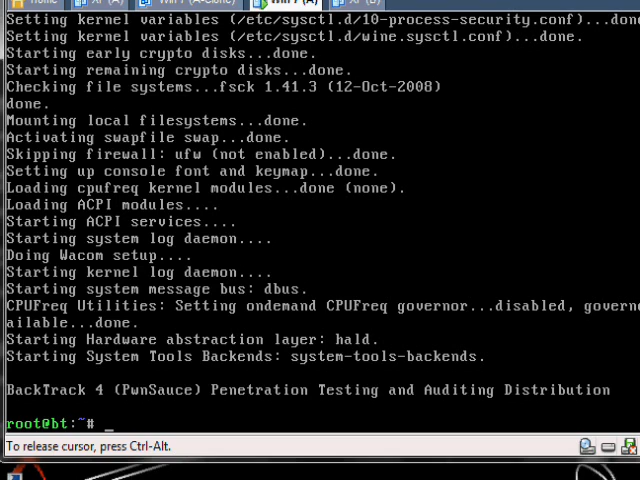 Home XP (A) Win 7 (A-Clone) Win 7 (A) XP (B)
Setting kernel variables (/etc/sysctl.d/10-process-security.conf)...done
Setting kernel variables (/etc/sysctl.d/wine.sysctl.conf)...done.
Starting early crypto disks...done.
Starting remaining crypto disks...done.
Checking file systems...fsck 1.41.3 (12-Oct-2008)
done.
Mounting local filesystems...done.
Activating swapfile swap...done.
Skipping firewall: ufw (not enabled)...done.
Setting up console font and keymap...done.
Loading cpufreq kernel modules...done (none).
Loading ACPI modules....
Starting ACPI services....
Starting system log daemon....
Doing Wacom setup....
Starting kernel log daemon....
Starting system message bus: dbus.
CPUFreq Utilities: Setting ondemand CPUFreq governor...disabled, govern
ailable...done.
Starting Hardware abstraction layer: hald.
Starting System Tools Backends: system-tools-backends.
BackTrack 4 (PwnSauce) Penetration Testing and Auditing Distribution
root@bt:~# _
To release cursor, press Ctrl-Alt.